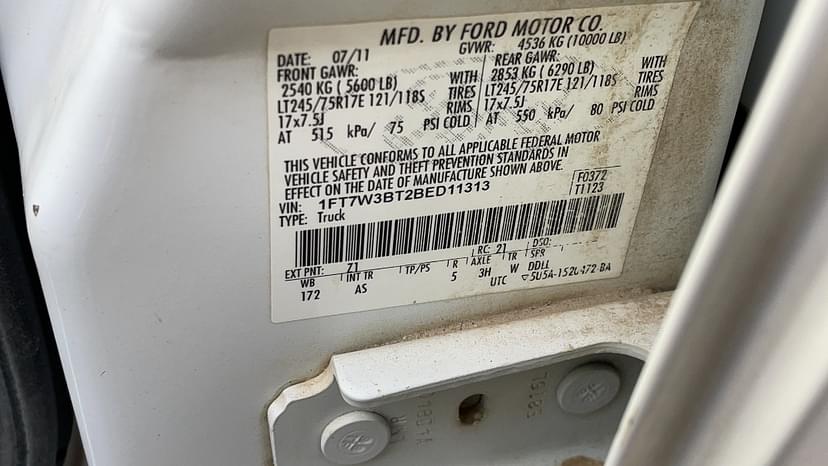 MFD. BY FORD MOTOR CO.
DATE: 07/11 GVWR: 4536 KG (10000 LB)
FRONT GAWR: REAR GAWR:
2540 KG ( 5600 LB) WITH 2853 KG ( 6290 LB) WITH
LT245/75R17E 121/118S TIRES LT245/75R17E 121/118S TIRES
17x7.5J RIMS 17x7.5J RIMS
AT 515 kPa/ 75 PSI COLD AT 550 kPa/ 80 PSI COLD
THIS VEHICLE CONFORMS TO ALL APPLICABLE FEDERAL MOTOR
VEHICLE SAFETY AND THEFT PREVENTION STANDARDS IN
EFFECT ON THE DATE OF MANUFACTURE SHOWN ABOVE.
VIN: 1FT7W3BT2BED11313 F0372
TYPE: Truck T1123
EXT PNT: Z1 RC: 21 DSO:
WB INT TR TP/PS R AXLE TR SPR
172 AS 5 3H W DDLL
UTC